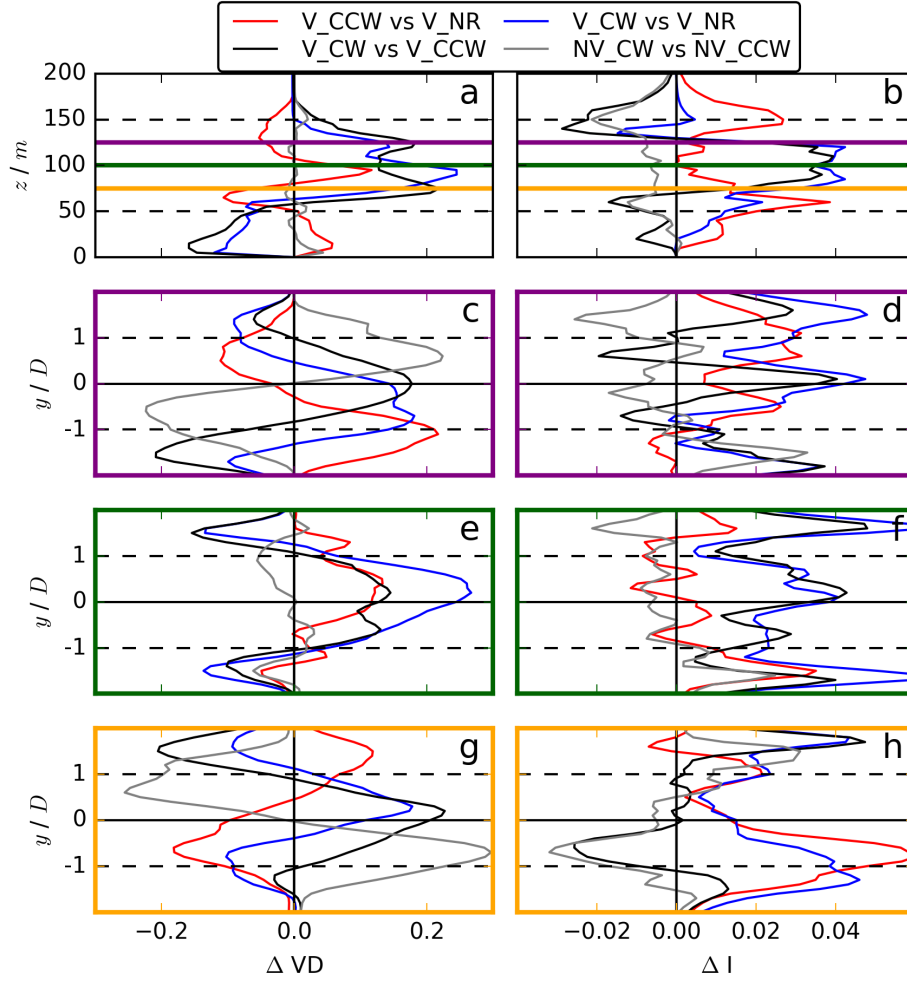 V_CCW vs V_NR V_CW vs V_NR
V_CW vs V_CCW NV_CW vs NV_CCW
200
150
100
50
0
z / m
a
b
1
0
-1
y / D
c
d
1
0
-1
y / D
e
f
1
0
-1
y / D
g
h
−0.2 0.0 0.2
−0.02 0.00 0.02 0.04
Δ VD
Δ I